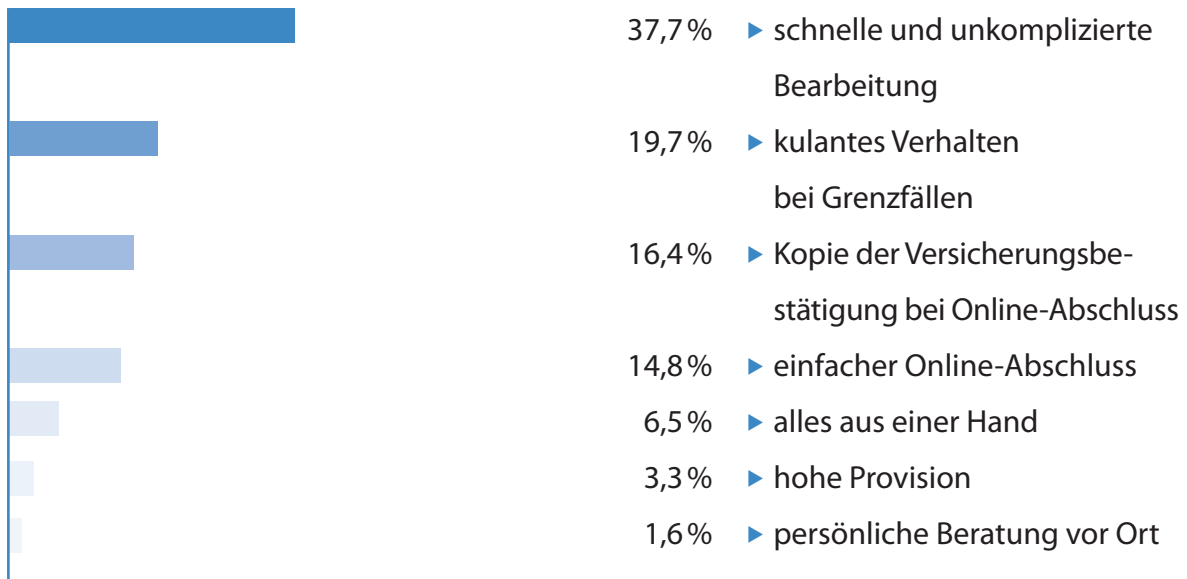 37,7 % ▶ schnelle und unkomplizierte
Bearbeitung
19,7 % ▶ kulantes Verhalten
bei Grenzfällen
16,4 % ▶ Kopie der Versicherungsbe-
stätigung bei Online-Abschluss
14,8 % ▶ einfacher Online-Abschluss
6,5 % ▶ alles aus einer Hand
3,3 % ▶ hohe Provision
1,6 % ▶ persönliche Beratung vor Ort